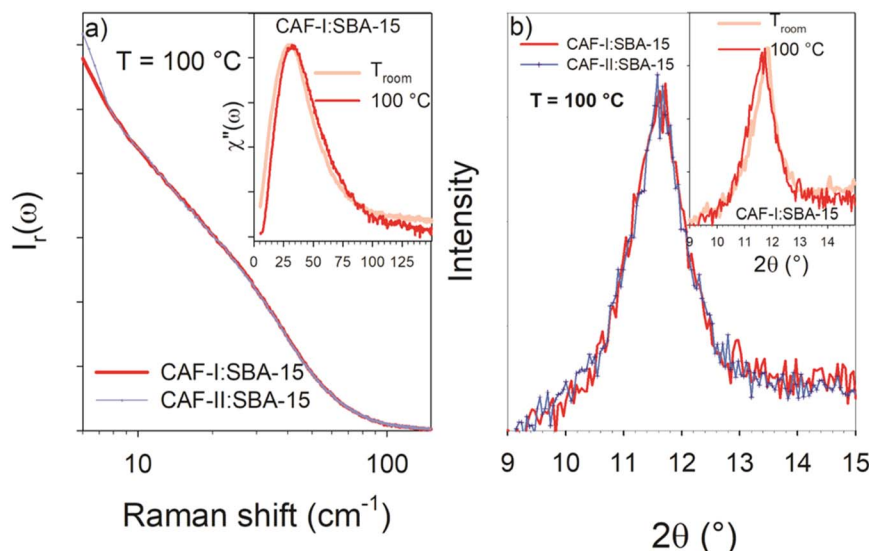 a)
T = 100 °C
CAF-I:SBA-15
T_room
100 °C
χ"(ω)
25 50 75 100 125
I_r(ω)
CAF-I:SBA-15
CAF-II:SBA-15
10 100
Raman shift (cm⁻¹)
b)
CAF-I:SBA-15
CAF-II:SBA-15
T = 100 °C
T_room
100 °C
CAF-I:SBA-15
9 10 11 12 13 14
2θ (°)
Intensity
9 10 11 12 13 14 15
2θ (°)